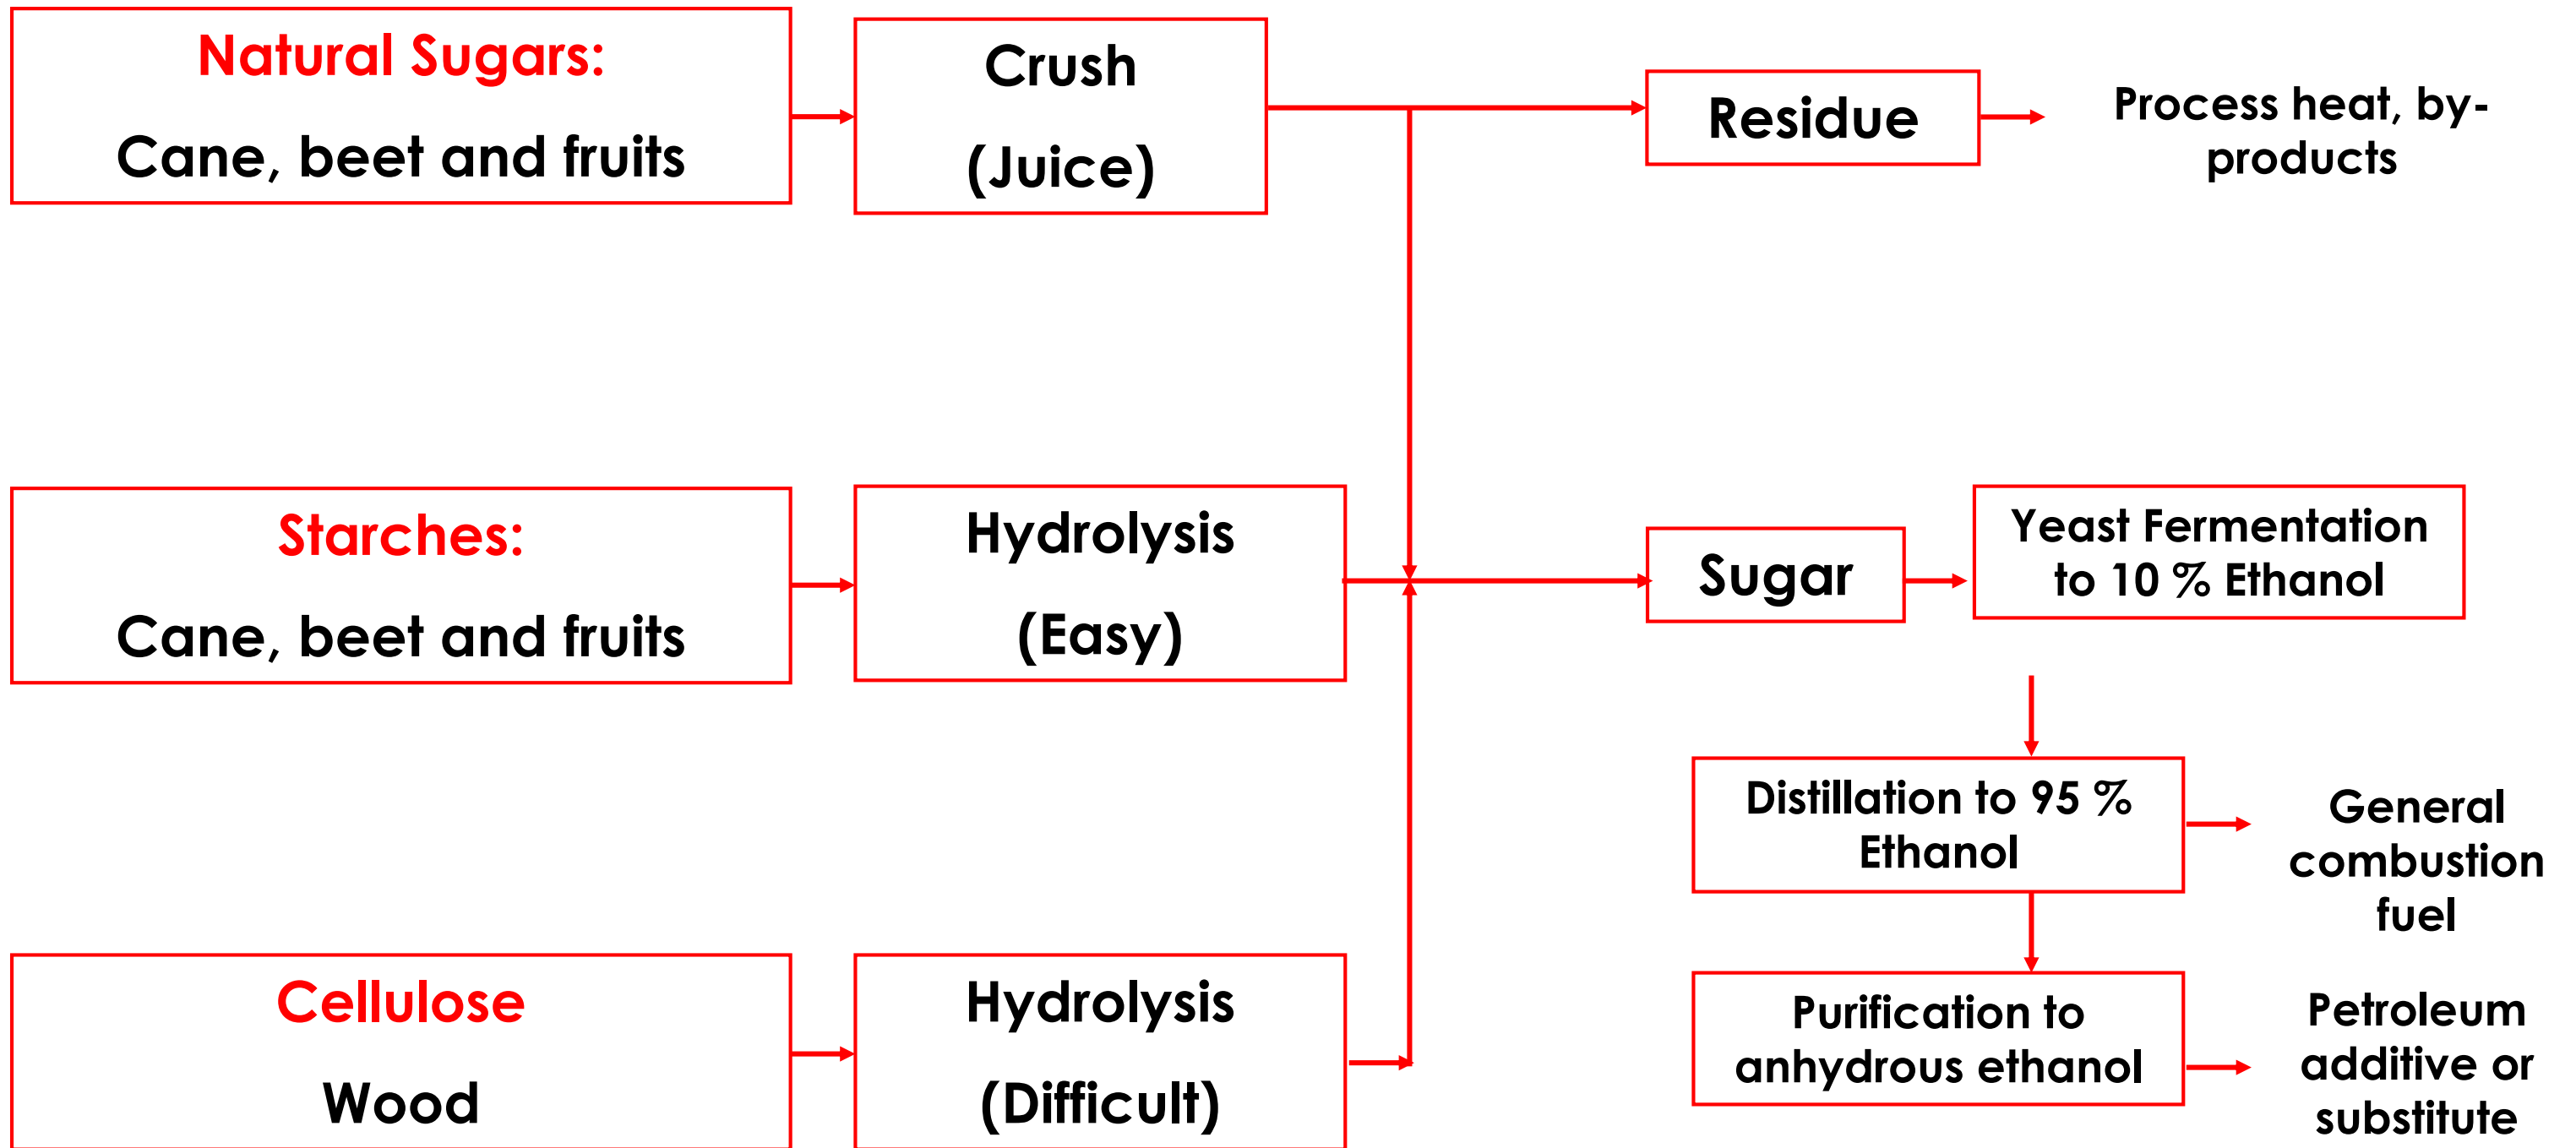 Natural Sugars:
Cane, beet and fruits
Crush
(Juice)
Residue
Process heat, by-
products
Starches:
Cane, beet and fruits
Hydrolysis
(Easy)
Sugar
Yeast Fermentation
to 10 % Ethanol
Distillation to 95 %
Ethanol
General
combustion
fuel
Cellulose
Wood
Hydrolysis
(Difficult)
Purification to
anhydrous ethanol
Petroleum
additive or
substitute